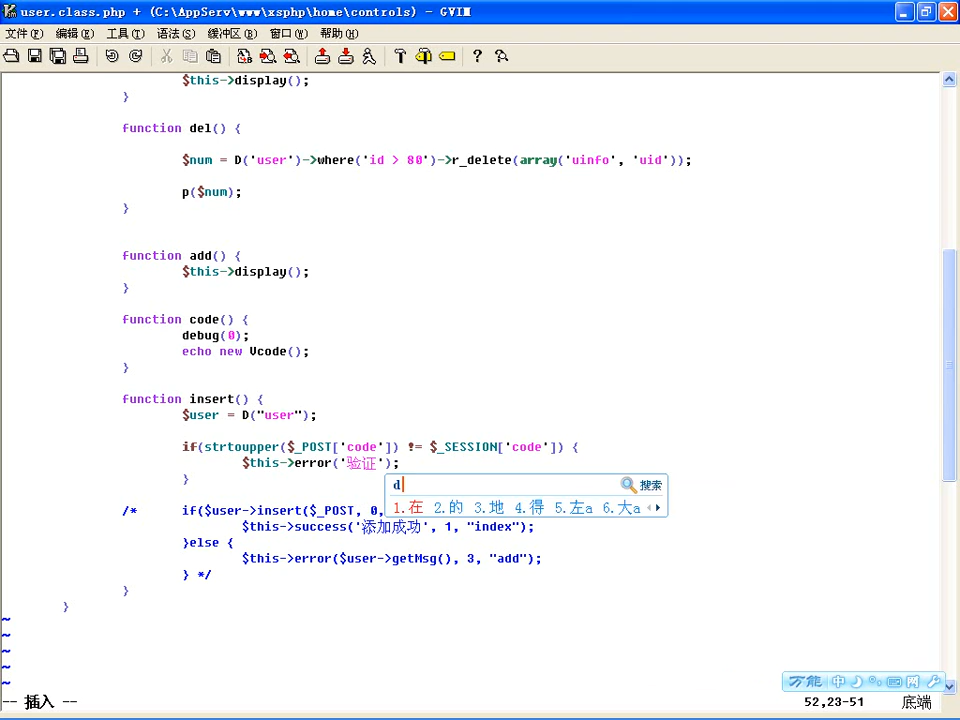 user.class.php + (C:\AppServ\www\xsphp\home\controls) - GVIM
文件(F) 编辑(E) 工具(T) 语法(S) 缓冲区(B) 窗口(W) 帮助(H)
$this->display();
}
function del() {
$num = D('user')->where('id > 80')->r_delete(array('uinfo', 'uid'));
p($num);
}
function add() {
$this->display();
}
function code() {
debug(0);
echo new Vcode();
}
function insert() {
$user = D("user");
if(strtoupper($_POST['code']) != $_SESSION['code']) {
$this->error('验证');
}
d 搜索
1.在 2.的 3.地 4.得 5.左a 6.大a
/* if($user->insert($_POST, 0,
$this->success('添加成功', 1, "index");
}else {
$this->error($user->getMsg(), 3, "add");
} */
}
}
~
~
~
~
~
万能 中 网
-- 插入 -- 52,23-51 底端